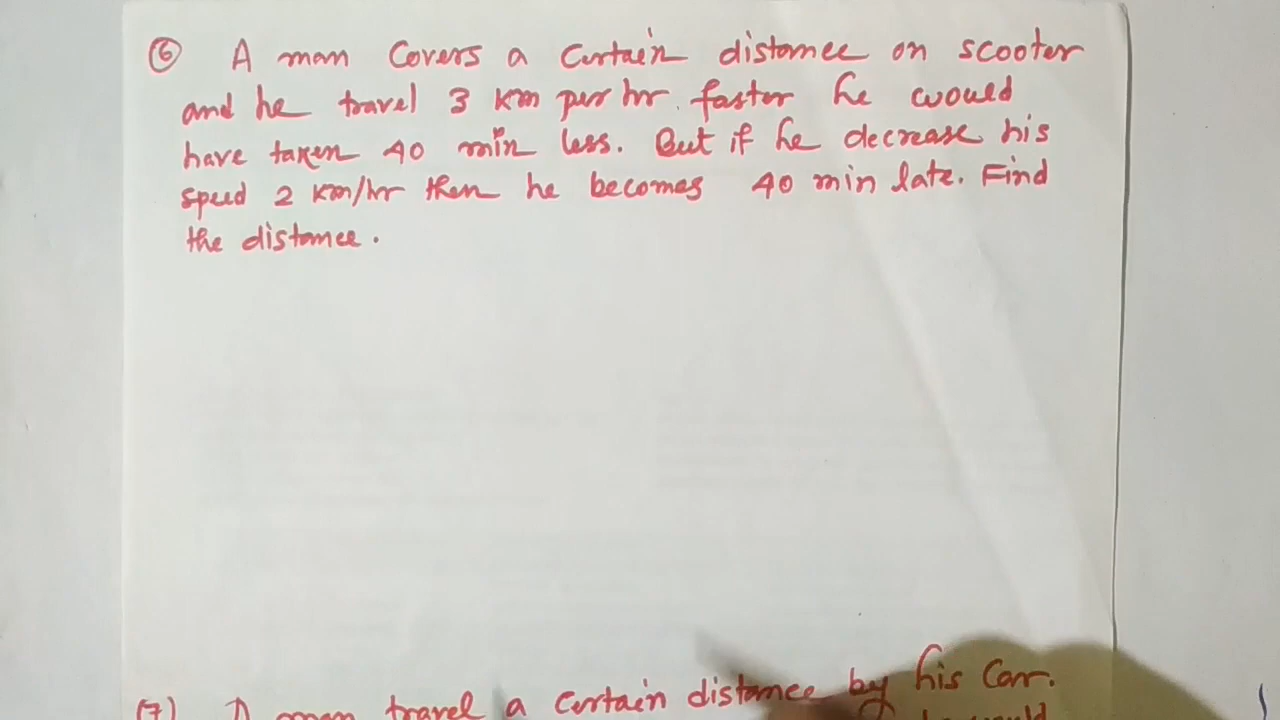 ⑥ A man covers a certain distance on scooter
and he travel 3 km per hr. faster he would
have taken 40 min less. But if he decrease his
speed 2 km/hr then he becomes 40 min late. Find
the distance.
(7) A man travel a certain distance by his car.
would